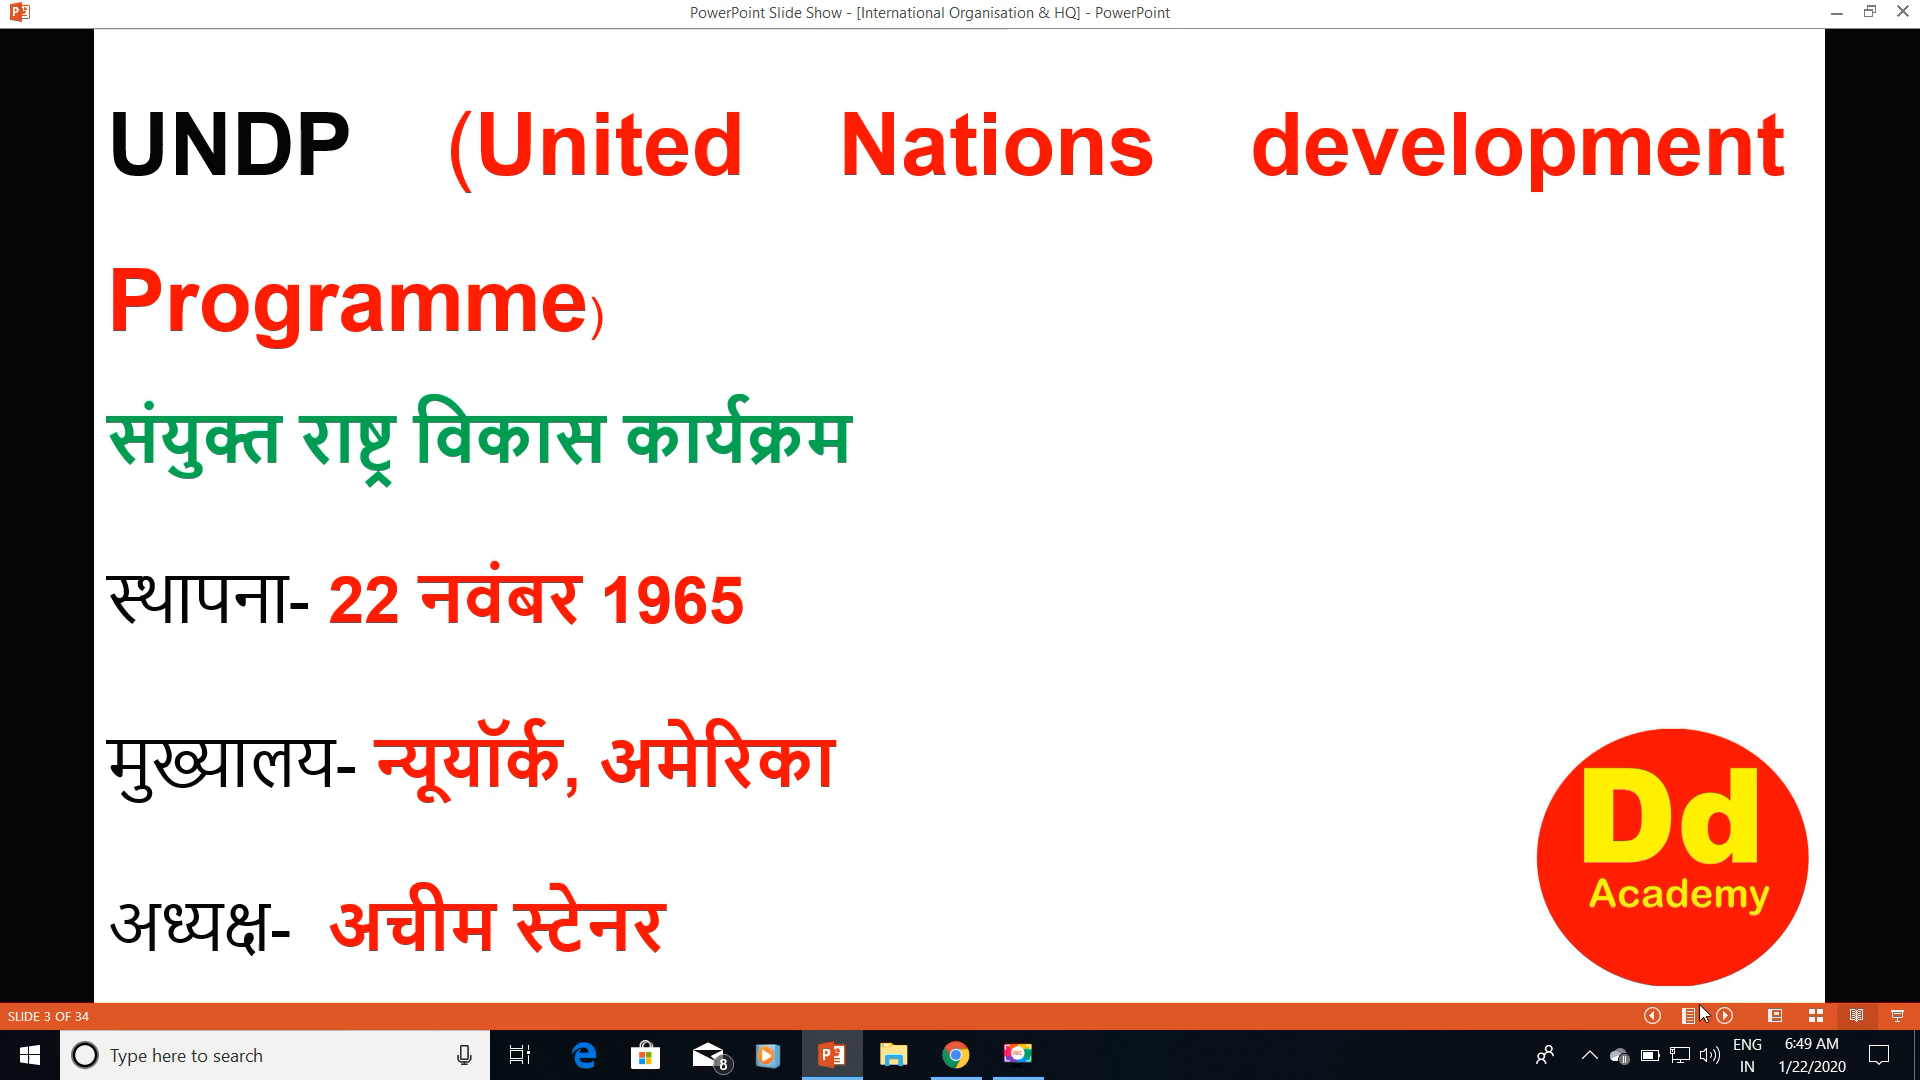 PowerPoint Slide Show - [International Organisation & HQ] - PowerPoint
UNDP (United Nations development
Programme)
संयुक्त राष्ट्र विकास कार्यक्रम
स्थापना- 22 नवंबर 1965
मुख्यालय- न्यूयॉर्क, अमेरिका
अध्यक्ष- अचीम स्टेनर
Dd
Academy
SLIDE 3 OF 34
Type here to search
8
ENG
IN
6:49 AM
1/22/2020